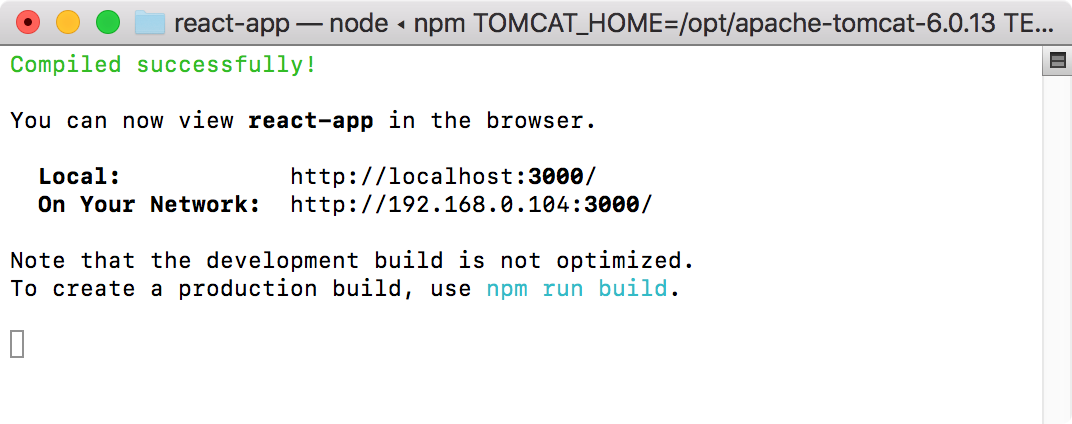 react-app — node ◂ npm TOMCAT_HOME=/opt/apache-tomcat-6.0.13 TE...
Compiled successfully!
You can now view react-app in the browser.
Local: http://localhost:3000/
On Your Network: http://192.168.0.104:3000/
Note that the development build is not optimized.
To create a production build, use npm run build.